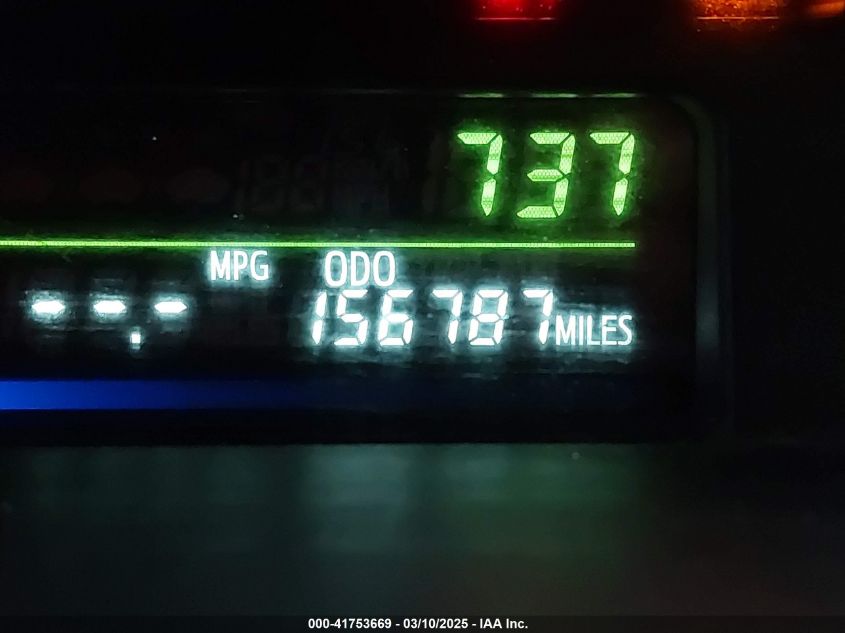 737
MPG ODO
--.- 156787 MILES
000-41753669 - 03/10/2025 - IAA Inc.